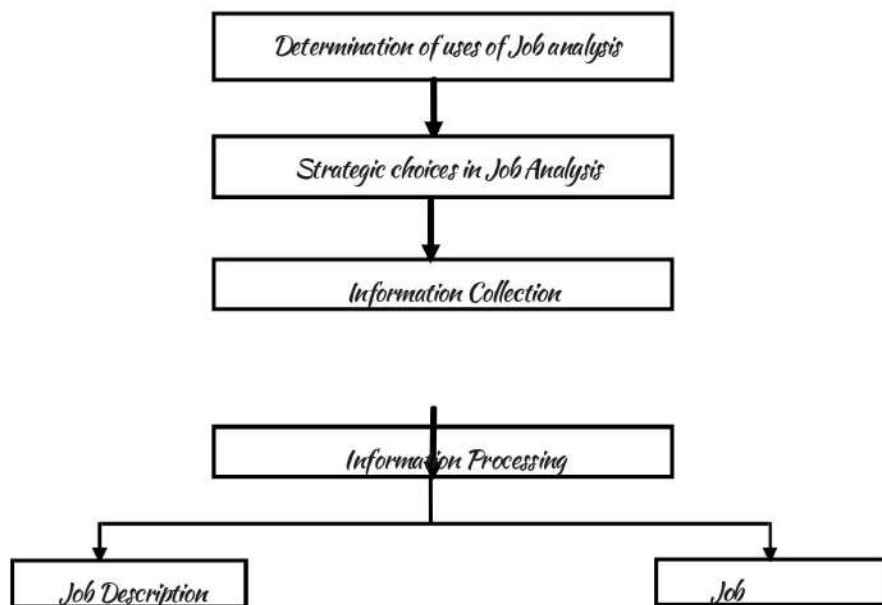 Determination of uses of Job analysis
Strategic choices in Job Analysis
Information Collection
Information Processing
Job Description
Job